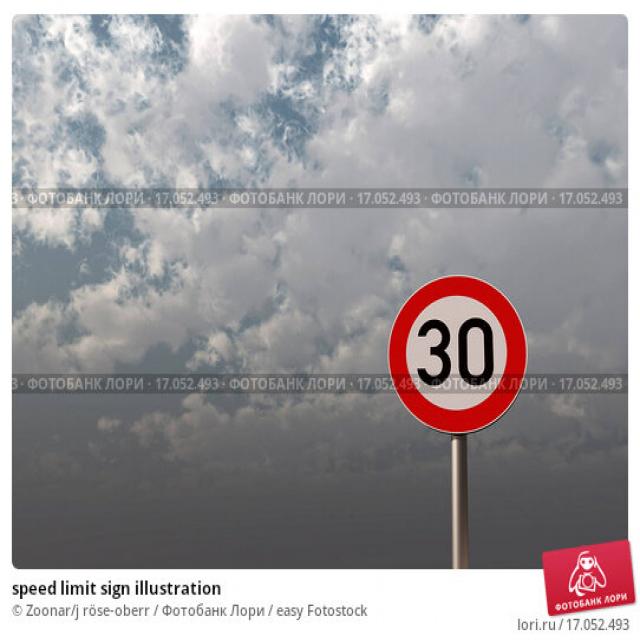 3 · ФОТОБАНК ЛОРИ · 17.052.493 · ФОТОБАНК ЛОРИ · 17.052.493 · ФОТОБАНК ЛОРИ · 17.052.493
30
3 · ФОТОБАНК ЛОРИ · 17.052.493 · ФОТОБАНК ЛОРИ · 17.052.493 · ФОТОБАНК ЛОРИ · 17.052.493
speed limit sign illustration
© Zoonar/j röse-oberr / Фотобанк Лори / easy Fotostock
ФОТОБАНК ЛОРИ
lori.ru / 17.052.493